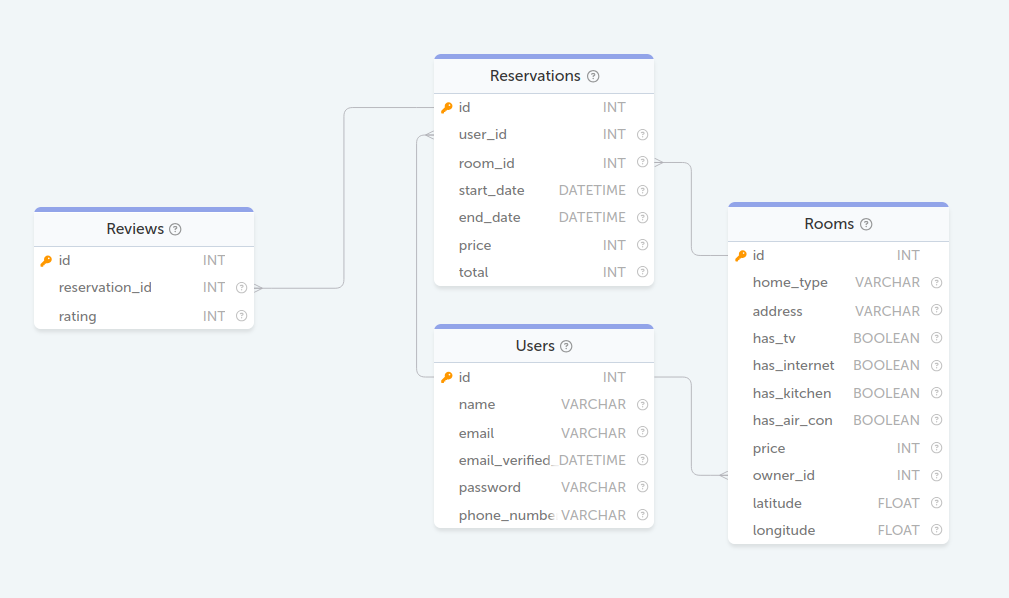 Reservations
id INT
user_id INT
room_id INT
start_date DATETIME
end_date DATETIME
price INT
total INT
Reviews
id INT
reservation_id INT
rating INT
Rooms
id INT
home_type VARCHAR
address VARCHAR
has_tv BOOLEAN
has_internet BOOLEAN
has_kitchen BOOLEAN
has_air_con BOOLEAN
price INT
owner_id INT
latitude FLOAT
longitude FLOAT
Users
id INT
name VARCHAR
email VARCHAR
email_verified_ DATETIME
password VARCHAR
phone_numbe VARCHAR